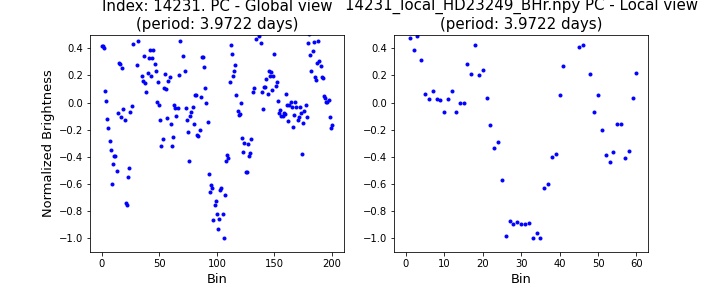 Index: 14231. PC - Global view
(period: 3.9722 days)
14231_local_HD23249_BHr.npy PC - Local view
(period: 3.9722 days)
Normalized Brightness
0.4
0.2
0.0
−0.2
−0.4
−0.6
−0.8
−1.0
0 50 100 150 200
Bin
0.4
0.2
0.0
−0.2
−0.4
−0.6
−0.8
−1.0
0 20 40 60
Bin